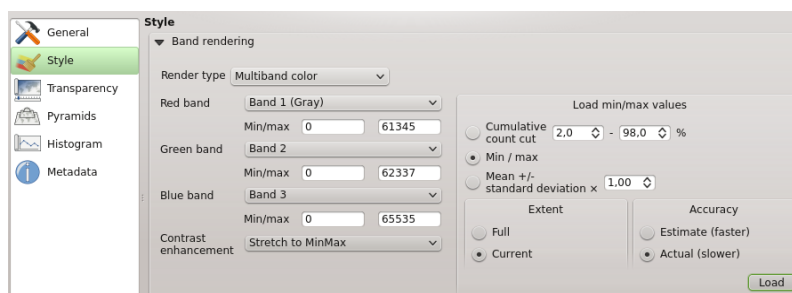 General
Style
Transparency
Pyramids
Histogram
Metadata
Style
Band rendering
Render type Multiband color
Red band Band 1 (Gray)
Min/max 0 61345
Green band Band 2
Min/max 0 62337
Blue band Band 3
Min/max 0 65535
Contrast
enhancement Stretch to MinMax
Load min/max values
Cumulative
count cut 2,0 - 98,0 %
Min / max
Mean +/-
standard deviation × 1,00
Extent
Full
Current
Accuracy
Estimate (faster)
Actual (slower)
Load